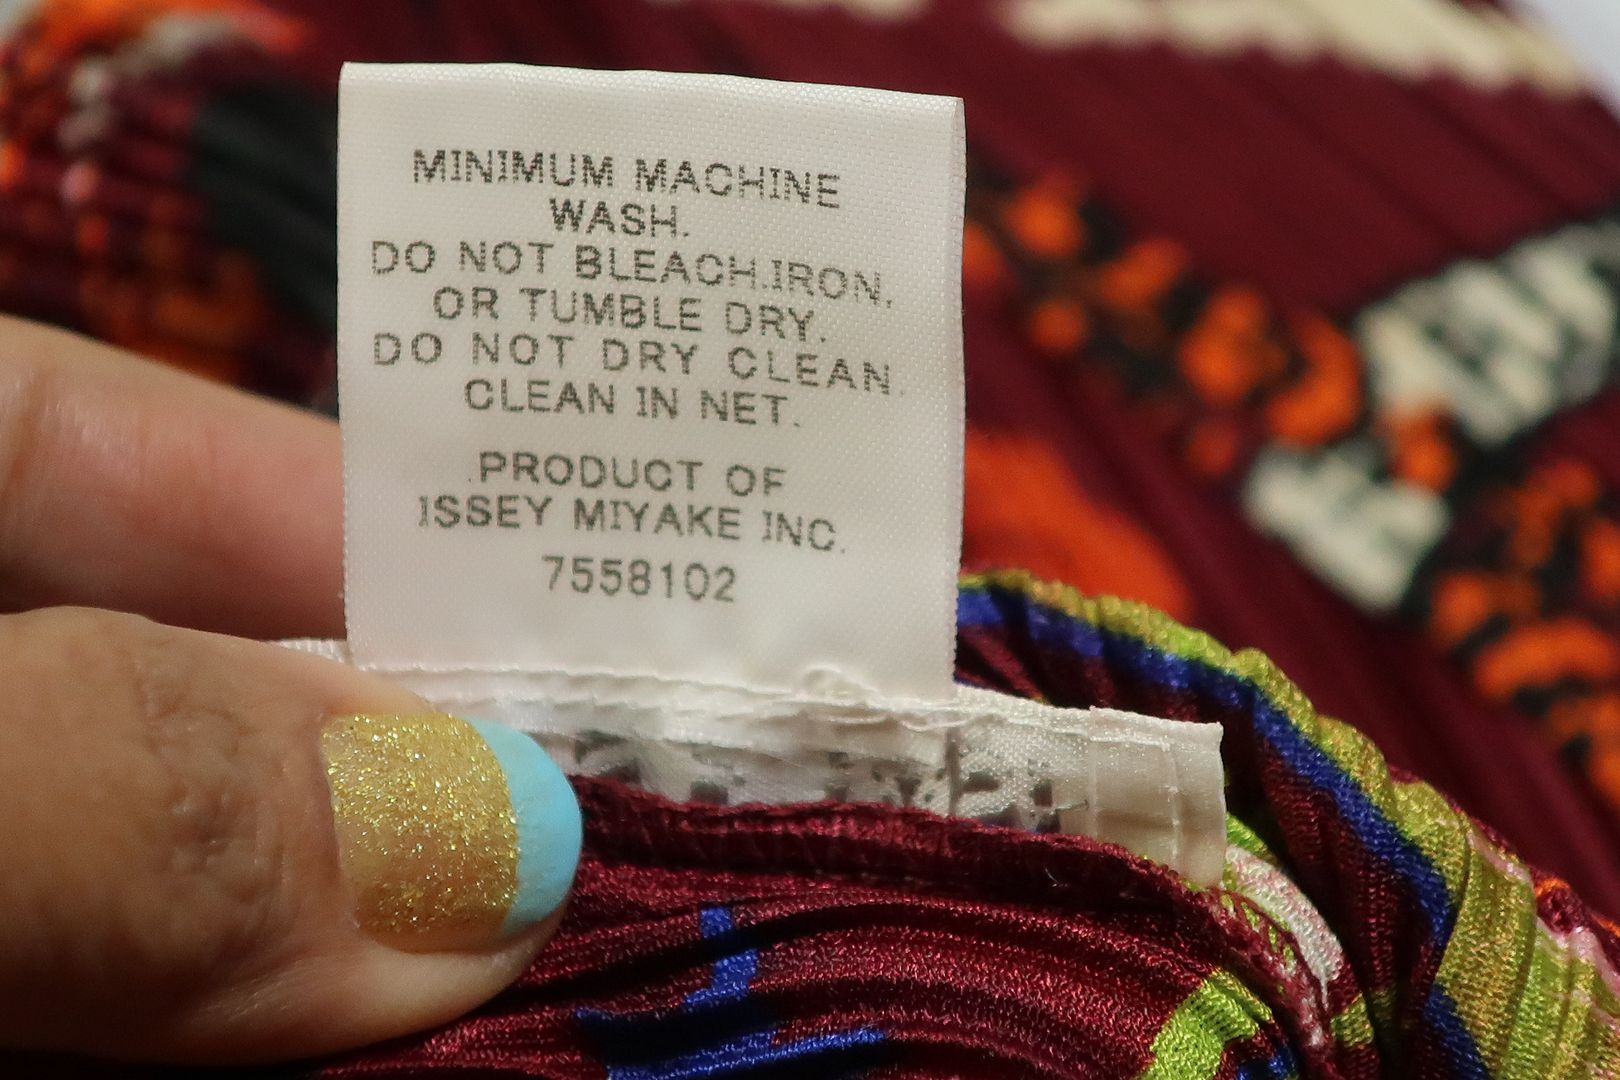 MINIMUM MACHINE
WASH.
DO NOT BLEACH.IRON,
OR TUMBLE DRY.
DO NOT DRY CLEAN.
CLEAN IN NET.
PRODUCT OF
ISSEY MIYAKE INC.
7558102